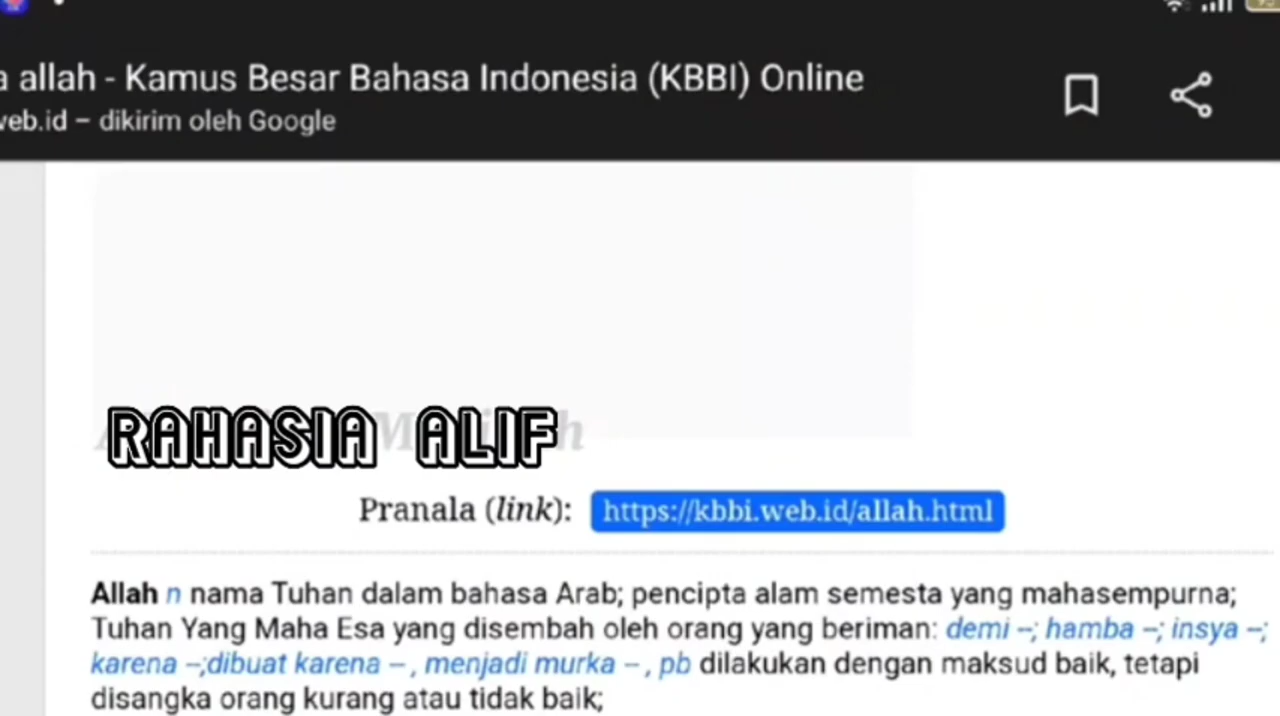 allah - Kamus Besar Bahasa Indonesia (KBBI) Online
web.id – dikirim oleh Google
RAHASIA ALIF
Pranala (link): https://kbbi.web.id/allah.html
Allah n nama Tuhan dalam bahasa Arab; pencipta alam semesta yang mahasempurna;
Tuhan Yang Maha Esa yang disembah oleh orang yang beriman: demi --; hamba --; insya --;
karena --;dibuat karena -- , menjadi murka -- , pb dilakukan dengan maksud baik, tetapi
disangka orang kurang atau tidak baik;